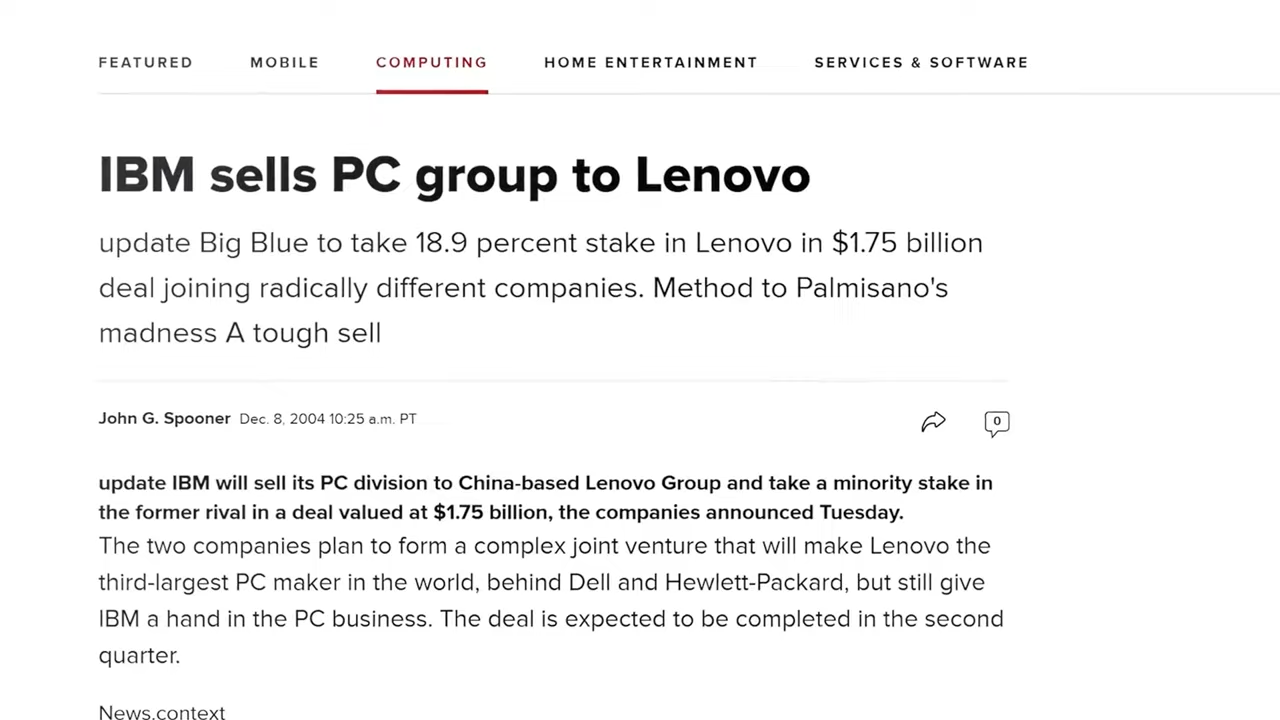 FEATURED MOBILE COMPUTING HOME ENTERTAINMENT SERVICES & SOFTWARE
IBM sells PC group to Lenovo
update Big Blue to take 18.9 percent stake in Lenovo in $1.75 billion
deal joining radically different companies. Method to Palmisano's
madness A tough sell
John G. Spooner Dec. 8, 2004 10:25 a.m. PT
0
update IBM will sell its PC division to China-based Lenovo Group and take a minority stake in
the former rival in a deal valued at $1.75 billion, the companies announced Tuesday.
The two companies plan to form a complex joint venture that will make Lenovo the
third-largest PC maker in the world, behind Dell and Hewlett-Packard, but still give
IBM a hand in the PC business. The deal is expected to be completed in the second
quarter.
News.context